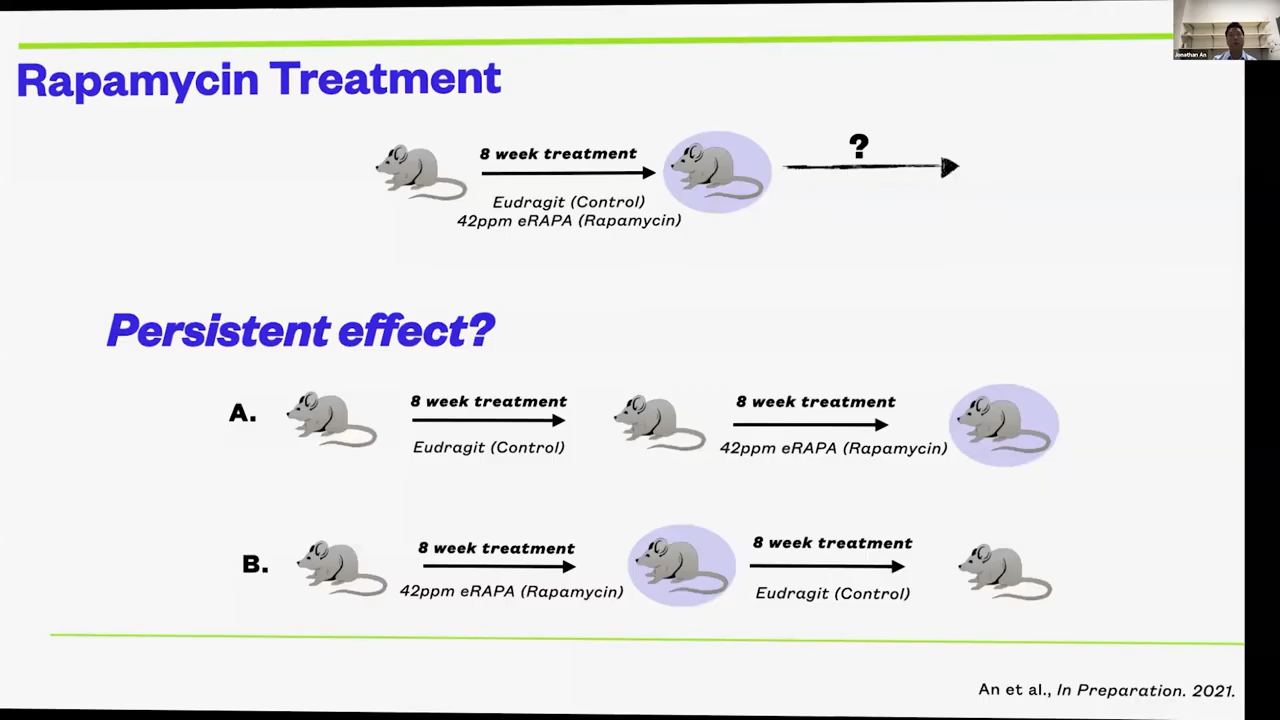 Jonathan An
Rapamycin Treatment
8 week treatment
?
Eudragit (Control)
42ppm eRAPA (Rapamycin)
Persistent effect?
A.
8 week treatment
Eudragit (Control)
8 week treatment
42ppm eRAPA (Rapamycin)
B.
8 week treatment
42ppm eRAPA (Rapamycin)
8 week treatment
Eudragit (Control)
An et al., In Preparation. 2021.